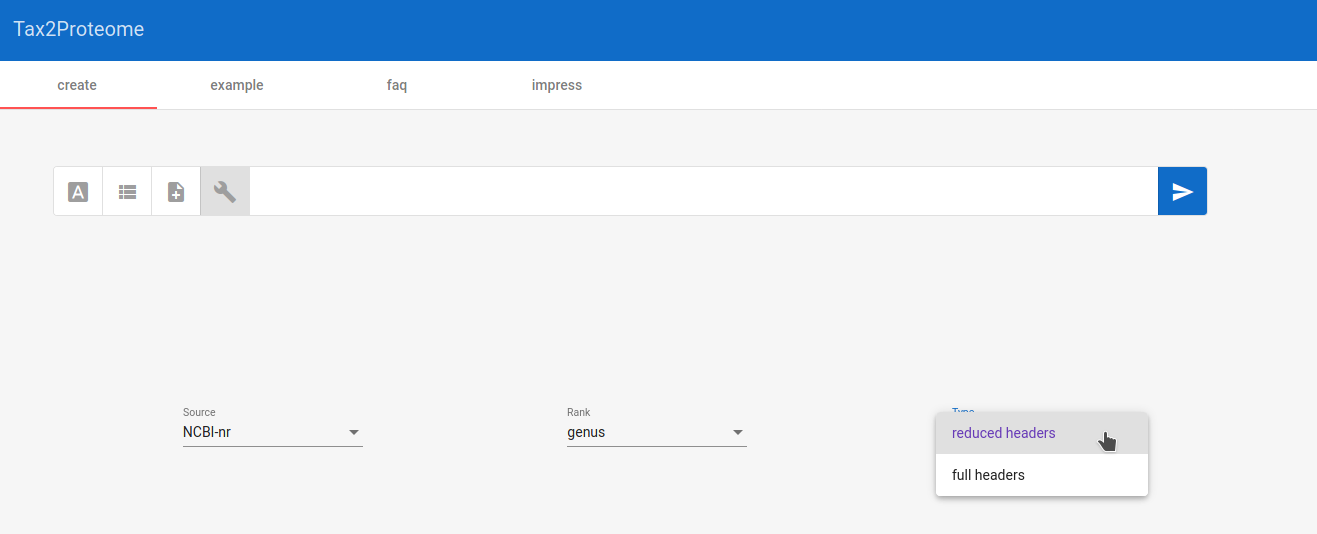 Tax2Proteome
create example faq impress
A
Source Rank Type
NCBI-nr genus reduced headers
full headers